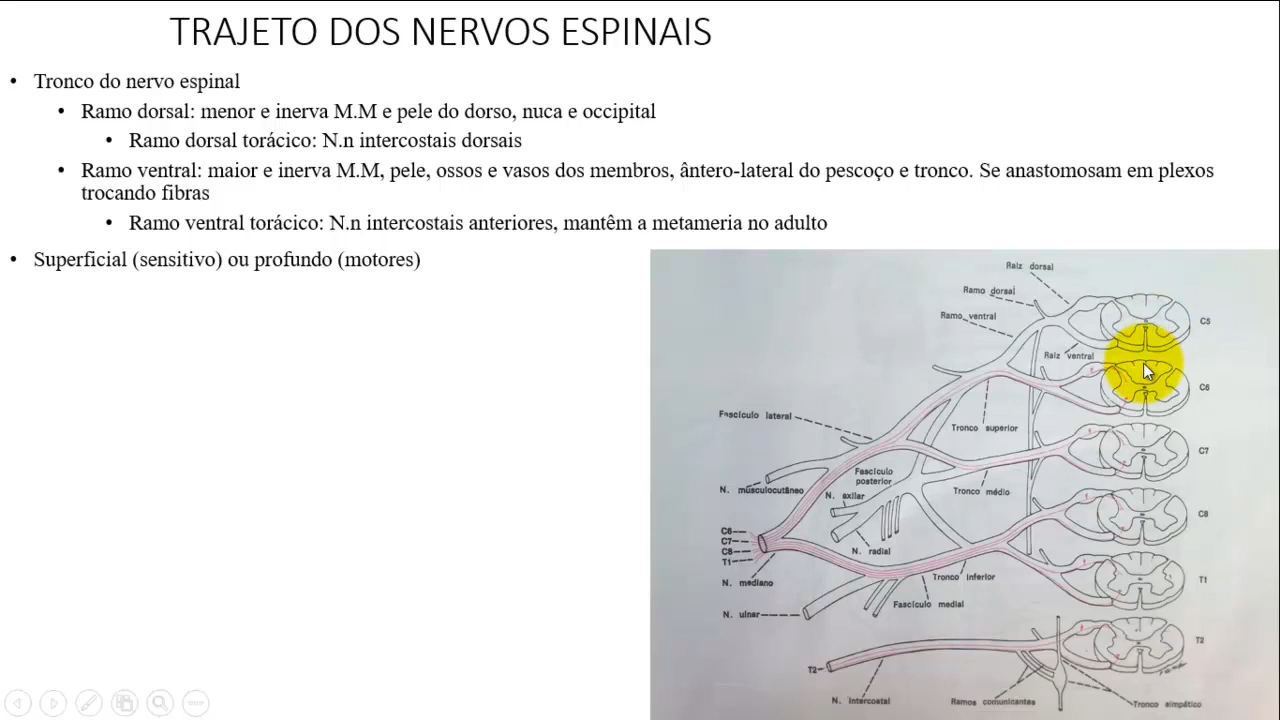 TRAJETO DOS NERVOS ESPINAIS
• Tronco do nervo espinal
• Ramo dorsal: menor e inerva M.M e pele do dorso, nuca e occipital
• Ramo dorsal torácico: N.n intercostais dorsais
• Ramo ventral: maior e inerva M.M, pele, ossos e vasos dos membros, ântero-lateral do pescoço e tronco. Se anastomosam em plexos
trocando fibras
• Ramo ventral torácico: N.n intercostais anteriores, mantêm a metameria no adulto
• Superficial (sensitivo) ou profundo (motores)
Raiz dorsal
Ramo dorsal
Ramo ventral
C5
Raiz ventral
C6
Fascículo lateral
Tronco superior
C7
Fascículo
posterior
N. musculocutâneo
N. axilar
Tronco médio
C8
C6
C7
C8
T1
N. radial
N. mediano
Tronco inferior
T1
Fascículo medial
N. ulnar
T2
T2
N. intercostal
Ramos comunicantes
Tronco simpático